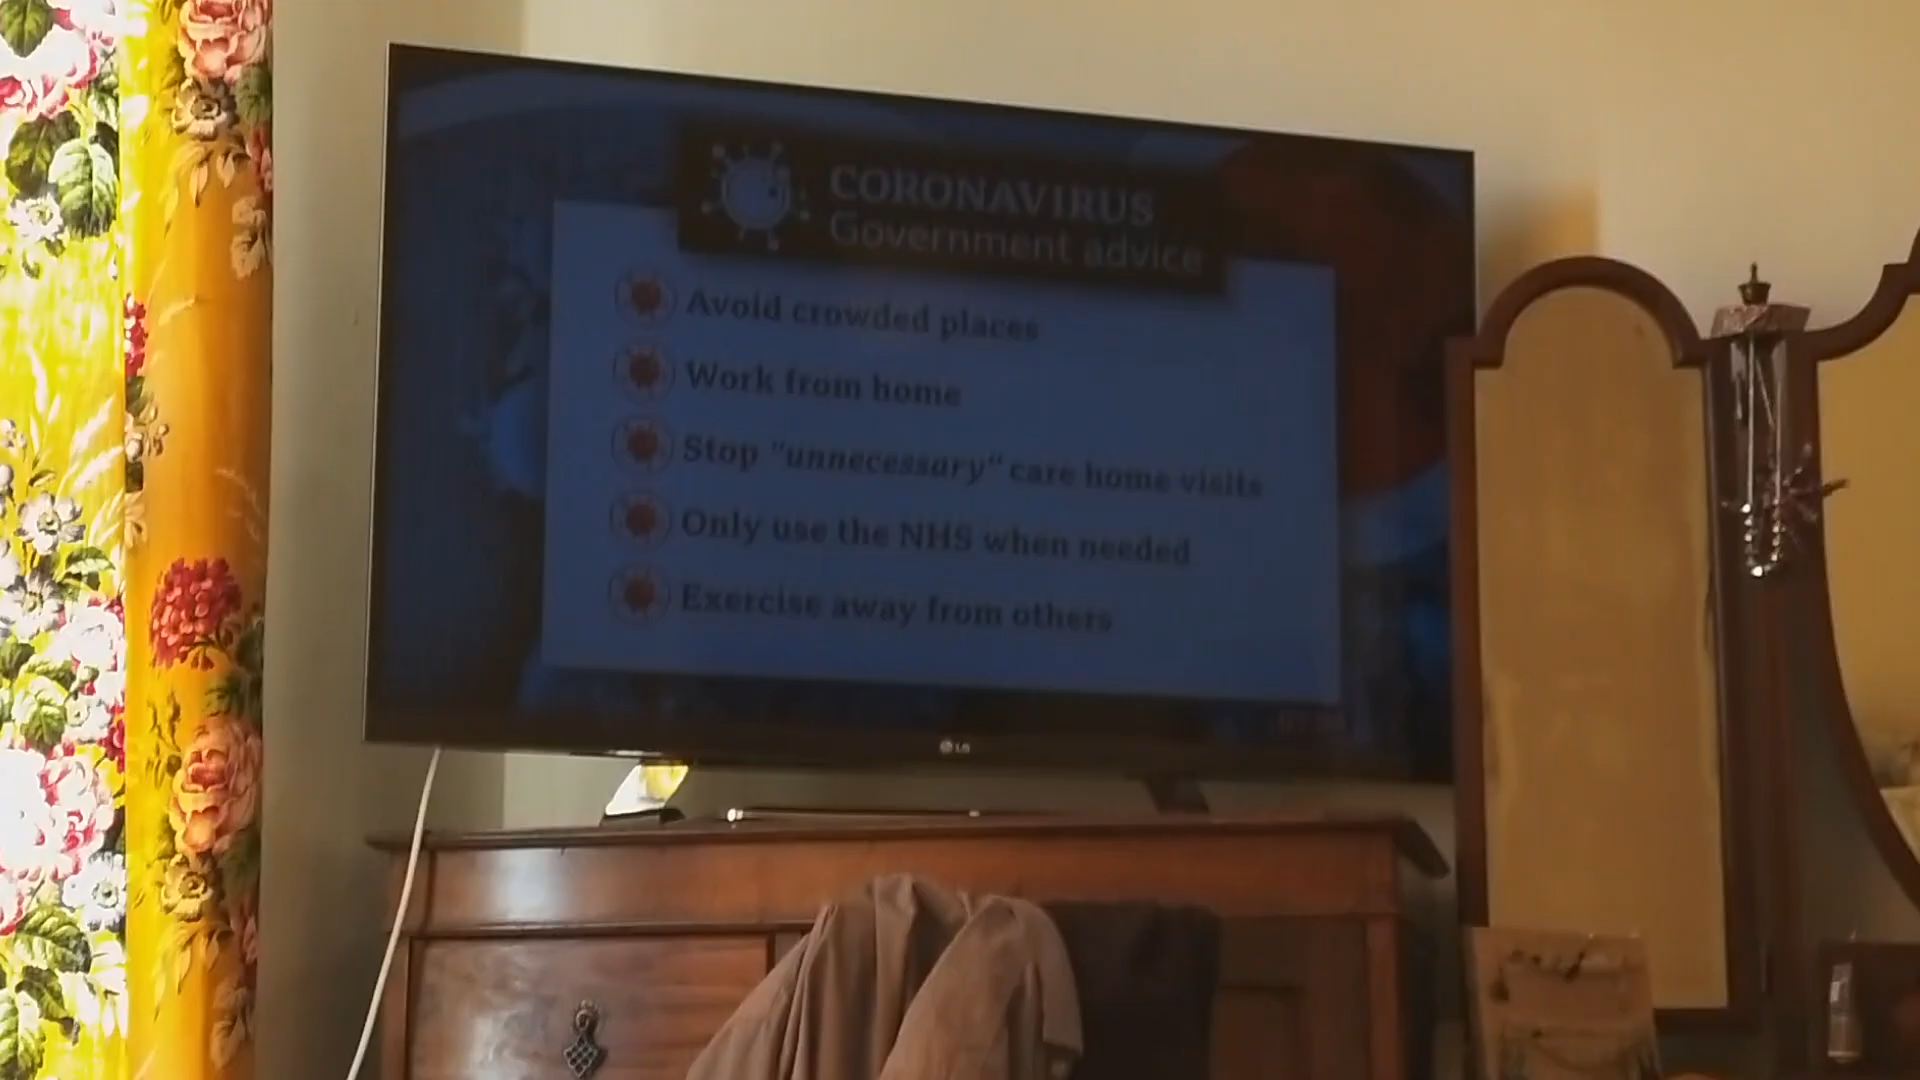 CORONAVIRUS
Government advice
Avoid crowded places
Work from home
Stop "unnecessary" care home visits
Only use the NHS when needed
Exercise away from others
LG